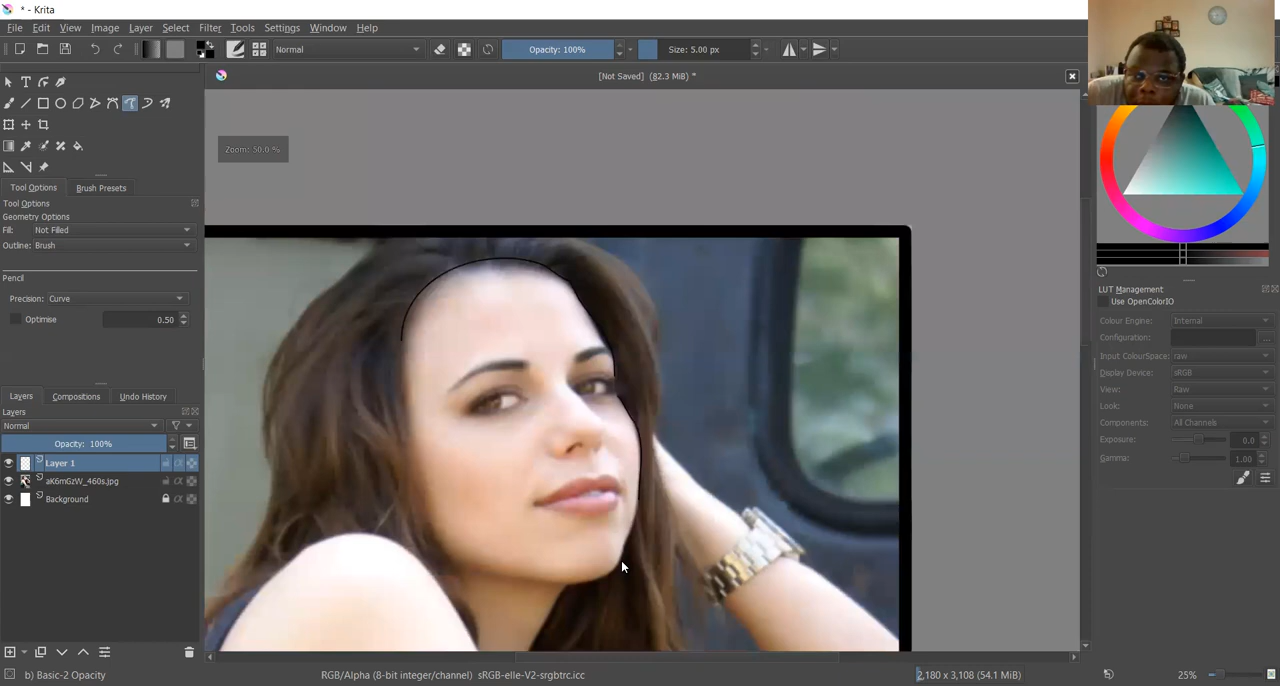 * - Krita
File Edit View Image Layer Select Filter Tools Settings Window Help
Normal Opacity: 100% Size: 5.00 px
[Not Saved] (82.3 MiB) *
Zoom: 50.0 %
Tool Options Brush Presets
Tool Options
Geometry Options
Fill: Not Filled
Outline: Brush
Pencil
Precision: Curve
Optimise 0.50
Layers Compositions Undo History
Layers
Normal
Opacity: 100%
Layer 1
aK6mGzW_460s.jpg
Background
LUT Management
Use OpenColorIO
Colour Engine: Internal
Configuration: ...
Input ColourSpace: raw
Display Device: sRGB
View: Raw
Look: None
Components: All Channels
Exposure: 0.0
Gamma: 1.00
b) Basic-2 Opacity RGB/Alpha (8-bit integer/channel) sRGB-elle-V2-srgbtrc.icc 2,180 x 3,108 (54.1 MiB) 25%